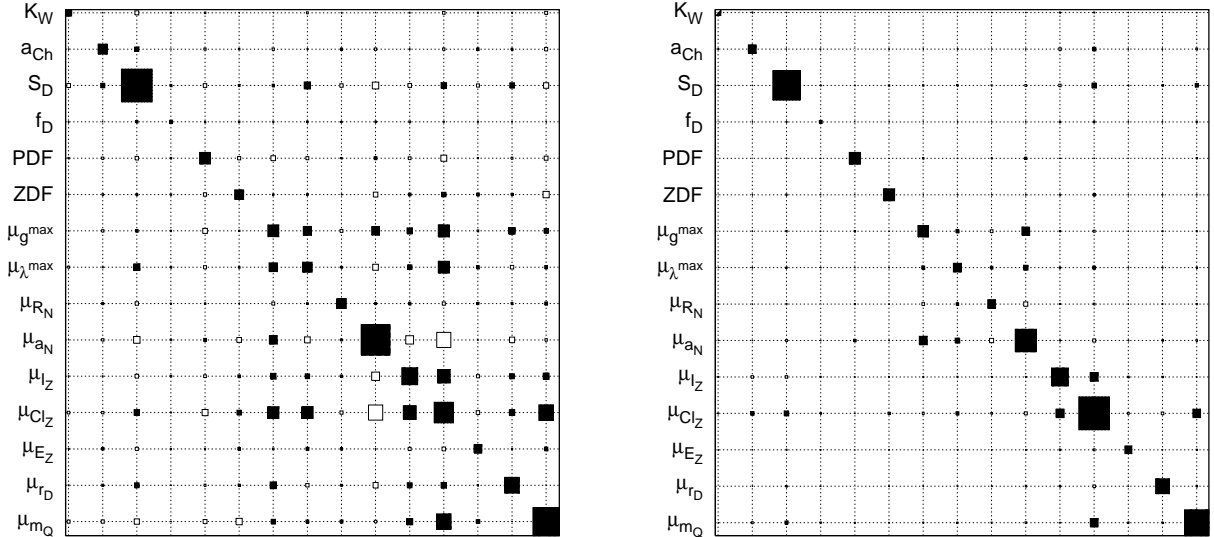 K_W
a_Ch
S_D
f_D
PDF
ZDF
μ_g^max
μ_λ^max
μ_R_N
μ_a_N
μ_I_Z
μ_Cl_Z
μ_E_Z
μ_r_D
μ_m_Q
K_W
a_Ch
S_D
f_D
PDF
ZDF
μ_g^max
μ_λ^max
μ_R_N
μ_a_N
μ_I_Z
μ_Cl_Z
μ_E_Z
μ_r_D
μ_m_Q